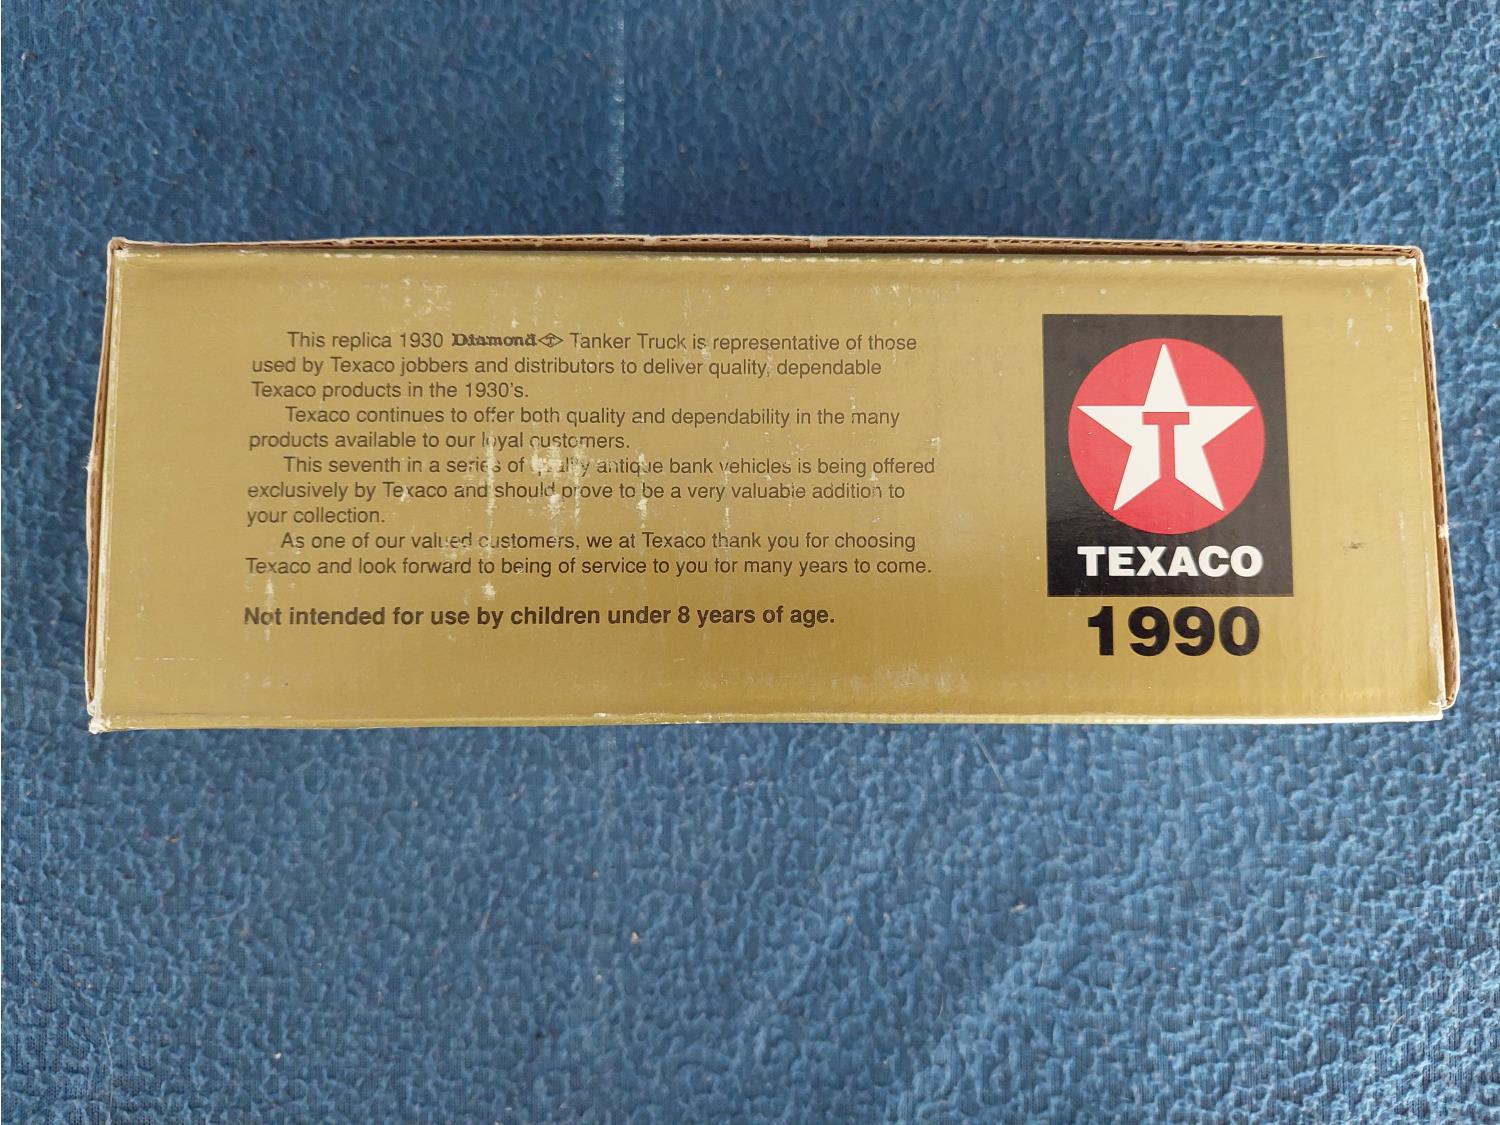 This replica 1930 Diamond T Tanker Truck is representative of those
used by Texaco jobbers and distributors to deliver quality, dependable
Texaco products in the 1930's.
Texaco continues to offer both quality and dependability in the many
products available to our loyal customers.
This seventh in a series of quality antique bank vehicles is being offered
exclusively by Texaco and should prove to be a very valuable addition to
your collection.
As one of our valued customers, we at Texaco thank you for choosing
Texaco and look forward to being of service to you for many years to come.
Not intended for use by children under 8 years of age.
T
TEXACO
1990